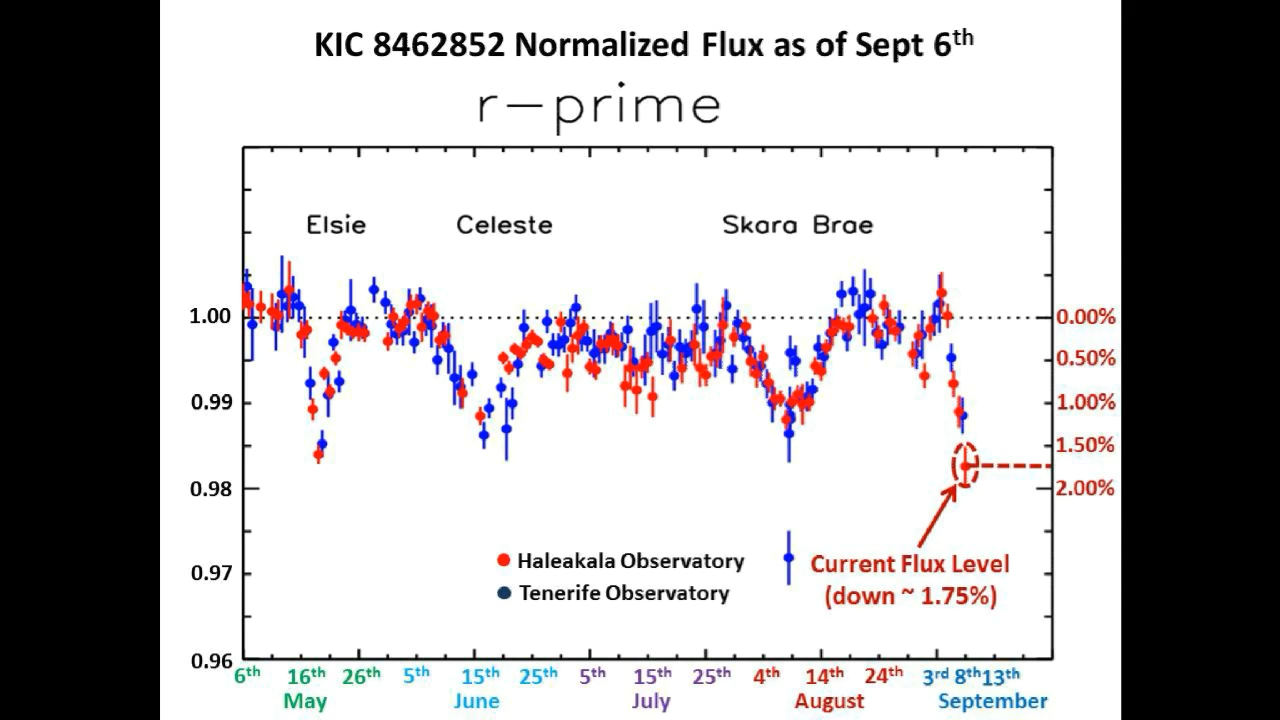 KIC 8462852 Normalized Flux as of Sept 6th
r-prime
Elsie Celeste Skara Brae
1.00 0.00%
0.50%
0.99 1.00%
1.50%
0.98 2.00%
Haleakala Observatory
Tenerife Observatory
Current Flux Level
(down ~ 1.75%)
0.97
0.96
6th 16th 26th 5th 15th 25th 5th 15th 25th 4th 14th 24th 3rd 8th 13th
May June July August September